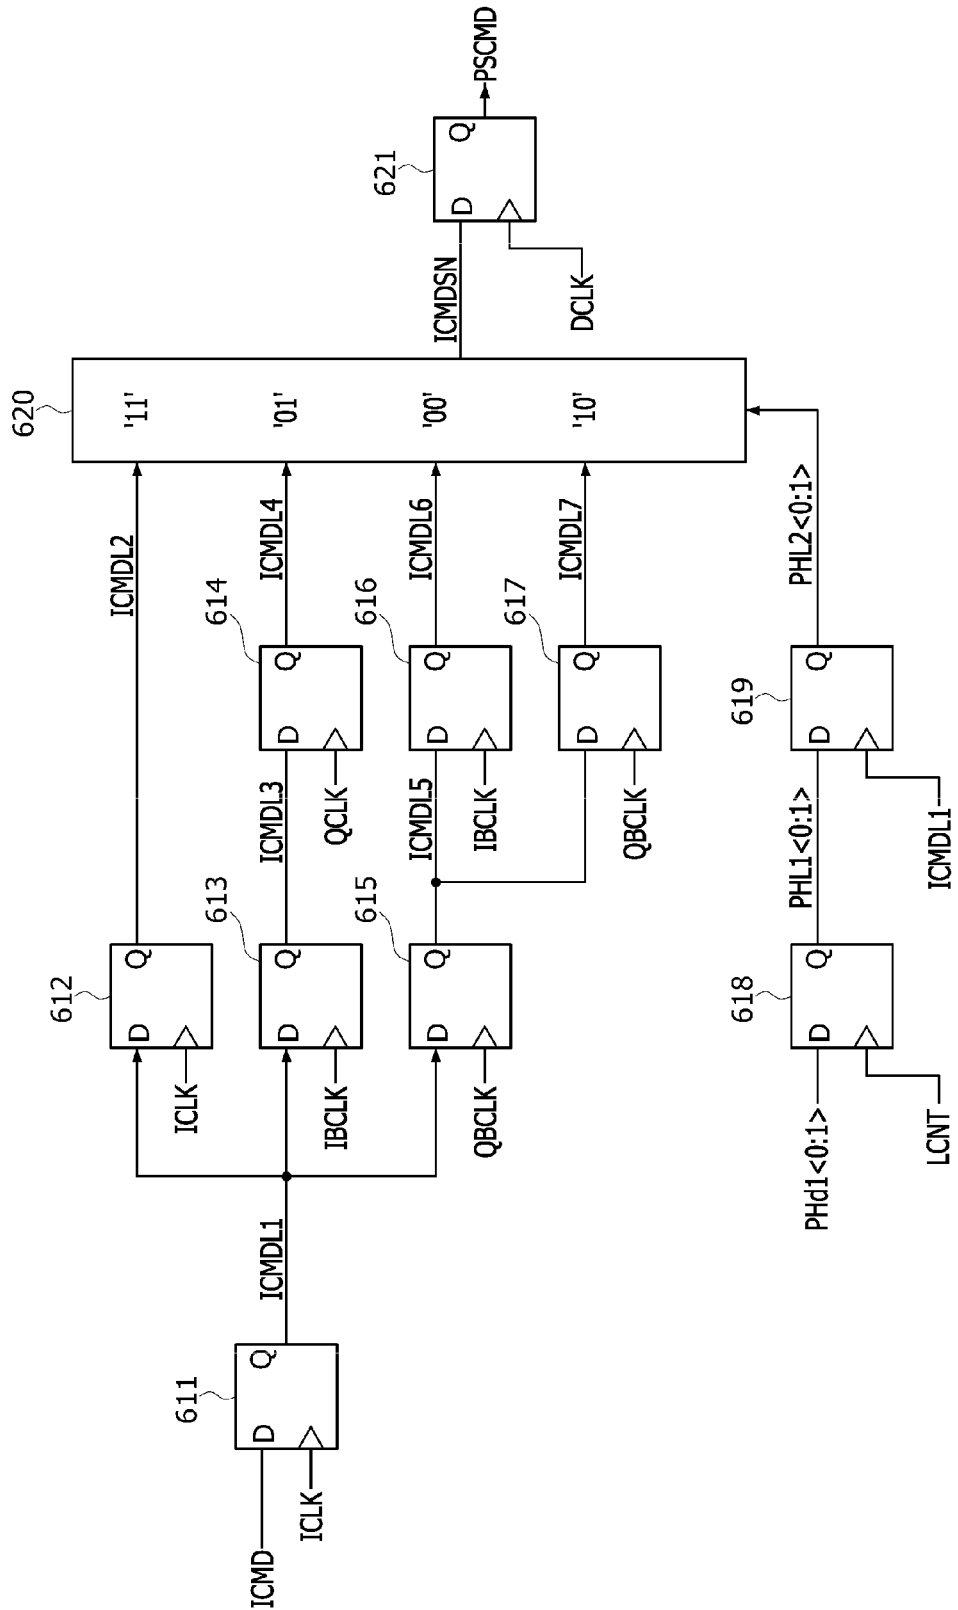 ICMD
ICLK
611
D
Q
ICMDL1
612
D
Q
ICLK
ICMDL2
613
D
Q
IBCLK
ICMDL3
614
D
Q
QCLK
ICMDL4
615
D
Q
QBCLK
ICMDL5
616
D
Q
IBCLK
ICMDL6
617
D
Q
QBCLK
ICMDL7
620
'11'
'01'
'00'
'10'
ICMDSN
621
D
Q
DCLK
PSCMD
PHd1<0:1>
LCNT
618
D
Q
PHL1<0:1>
619
D
Q
ICMDL1
PHL2<0:1>